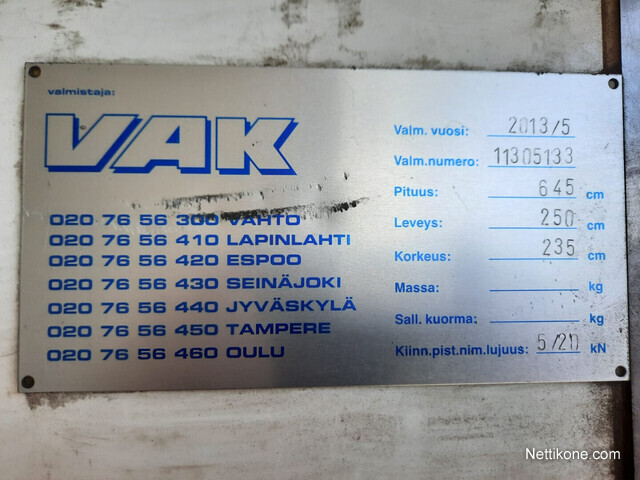 valmistaja:
VAK
020 76 56 300 VAHTO
020 76 56 410 LAPINLAHTI
020 76 56 420 ESPOO
020 76 56 430 SEINÄJOKI
020 76 56 440 JYVÄSKYLÄ
020 76 56 450 TAMPERE
020 76 56 460 OULU
Valm. vuosi: 2013/5
Valm.numero: 11305133
Pituus: 645 cm
Leveys: 250 cm
Korkeus: 235 cm
Massa: kg
Sall. kuorma: kg
Kiinn.pist.nim.lujuus: 5/20 kN
Nettikone.com